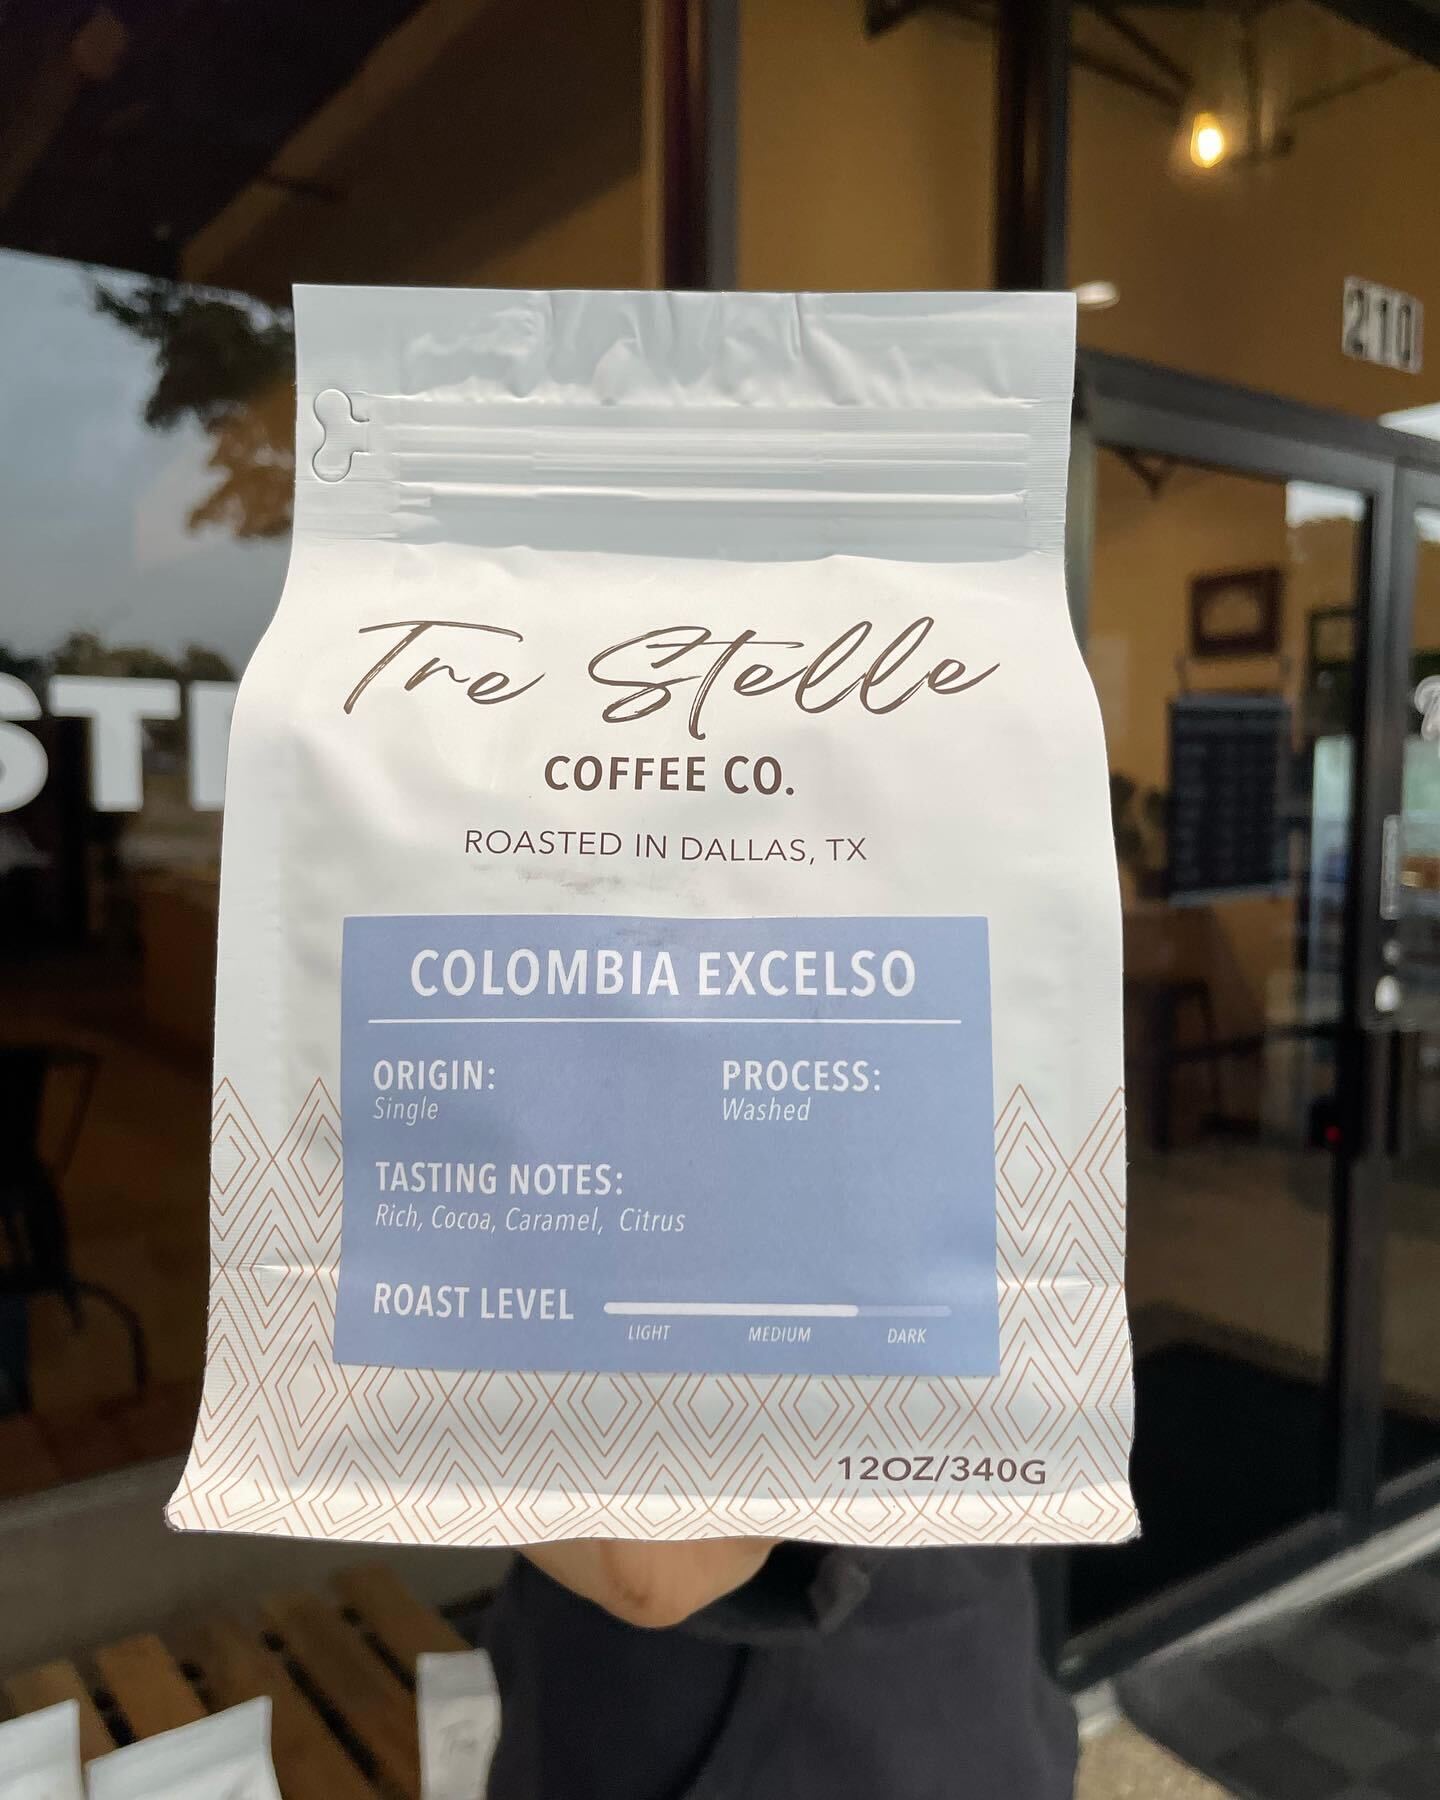 210
STE
Tre Stelle
COFFEE CO.
ROASTED IN DALLAS, TX
COLOMBIA EXCELSO
ORIGIN:
Single
PROCESS:
Washed
TASTING NOTES:
Rich, Cocoa, Caramel, Citrus
ROAST LEVEL
LIGHT MEDIUM DARK
12OZ/340G